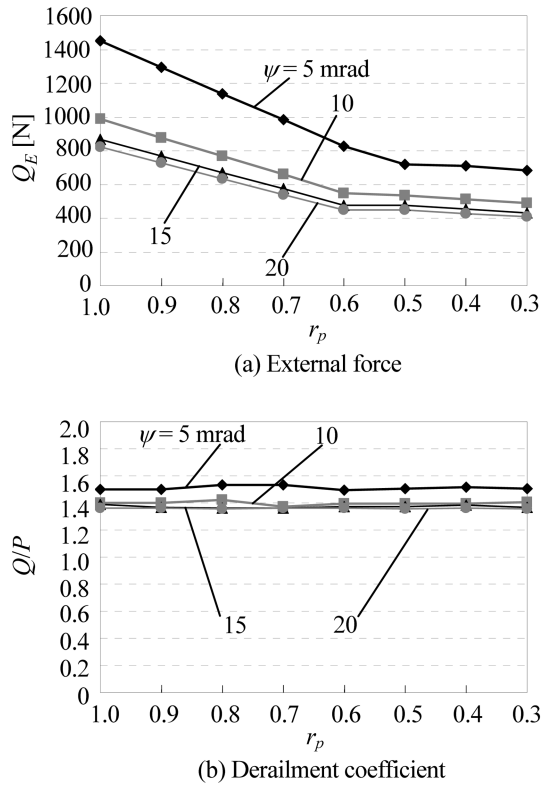 1600
1400
1200
1000
800
600
400
200
0
Q_E [N]
ψ = 5 mrad
10
15
20
1.0 0.9 0.8 0.7 0.6 0.5 0.4 0.3
r_p
(a) External force
2.0
1.8
1.6
1.4
1.2
1.0
0.8
0.6
0.4
0.2
0
Q/P
ψ = 5 mrad
10
15
20
1.0 0.9 0.8 0.7 0.6 0.5 0.4 0.3
r_p
(b) Derailment coefficient